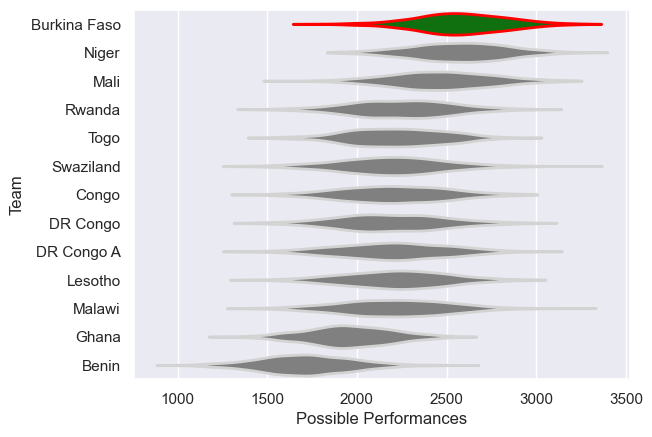 Burkina Faso
Niger
Mali
Rwanda
Togo
Swaziland
Congo
DR Congo
DR Congo A
Lesotho
Malawi
Ghana
Benin
Team
1000 1500 2000 2500 3000 3500
Possible Performances